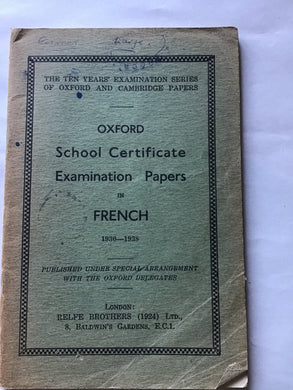 THE TEN YEARS' EXAMINATION SERIES
OF OXFORD AND CAMBRIDGE PAPERS
OXFORD
School Certificate
Examination Papers
IN
FRENCH
1930—1938
PUBLISHED UNDER SPECIAL ARRANGEMENT
WITH THE OXFORD DELEGATES
LONDON:
RELFE BROTHERS (1924) LTD.,
8, BALDWIN'S GARDENS, E.C.1.